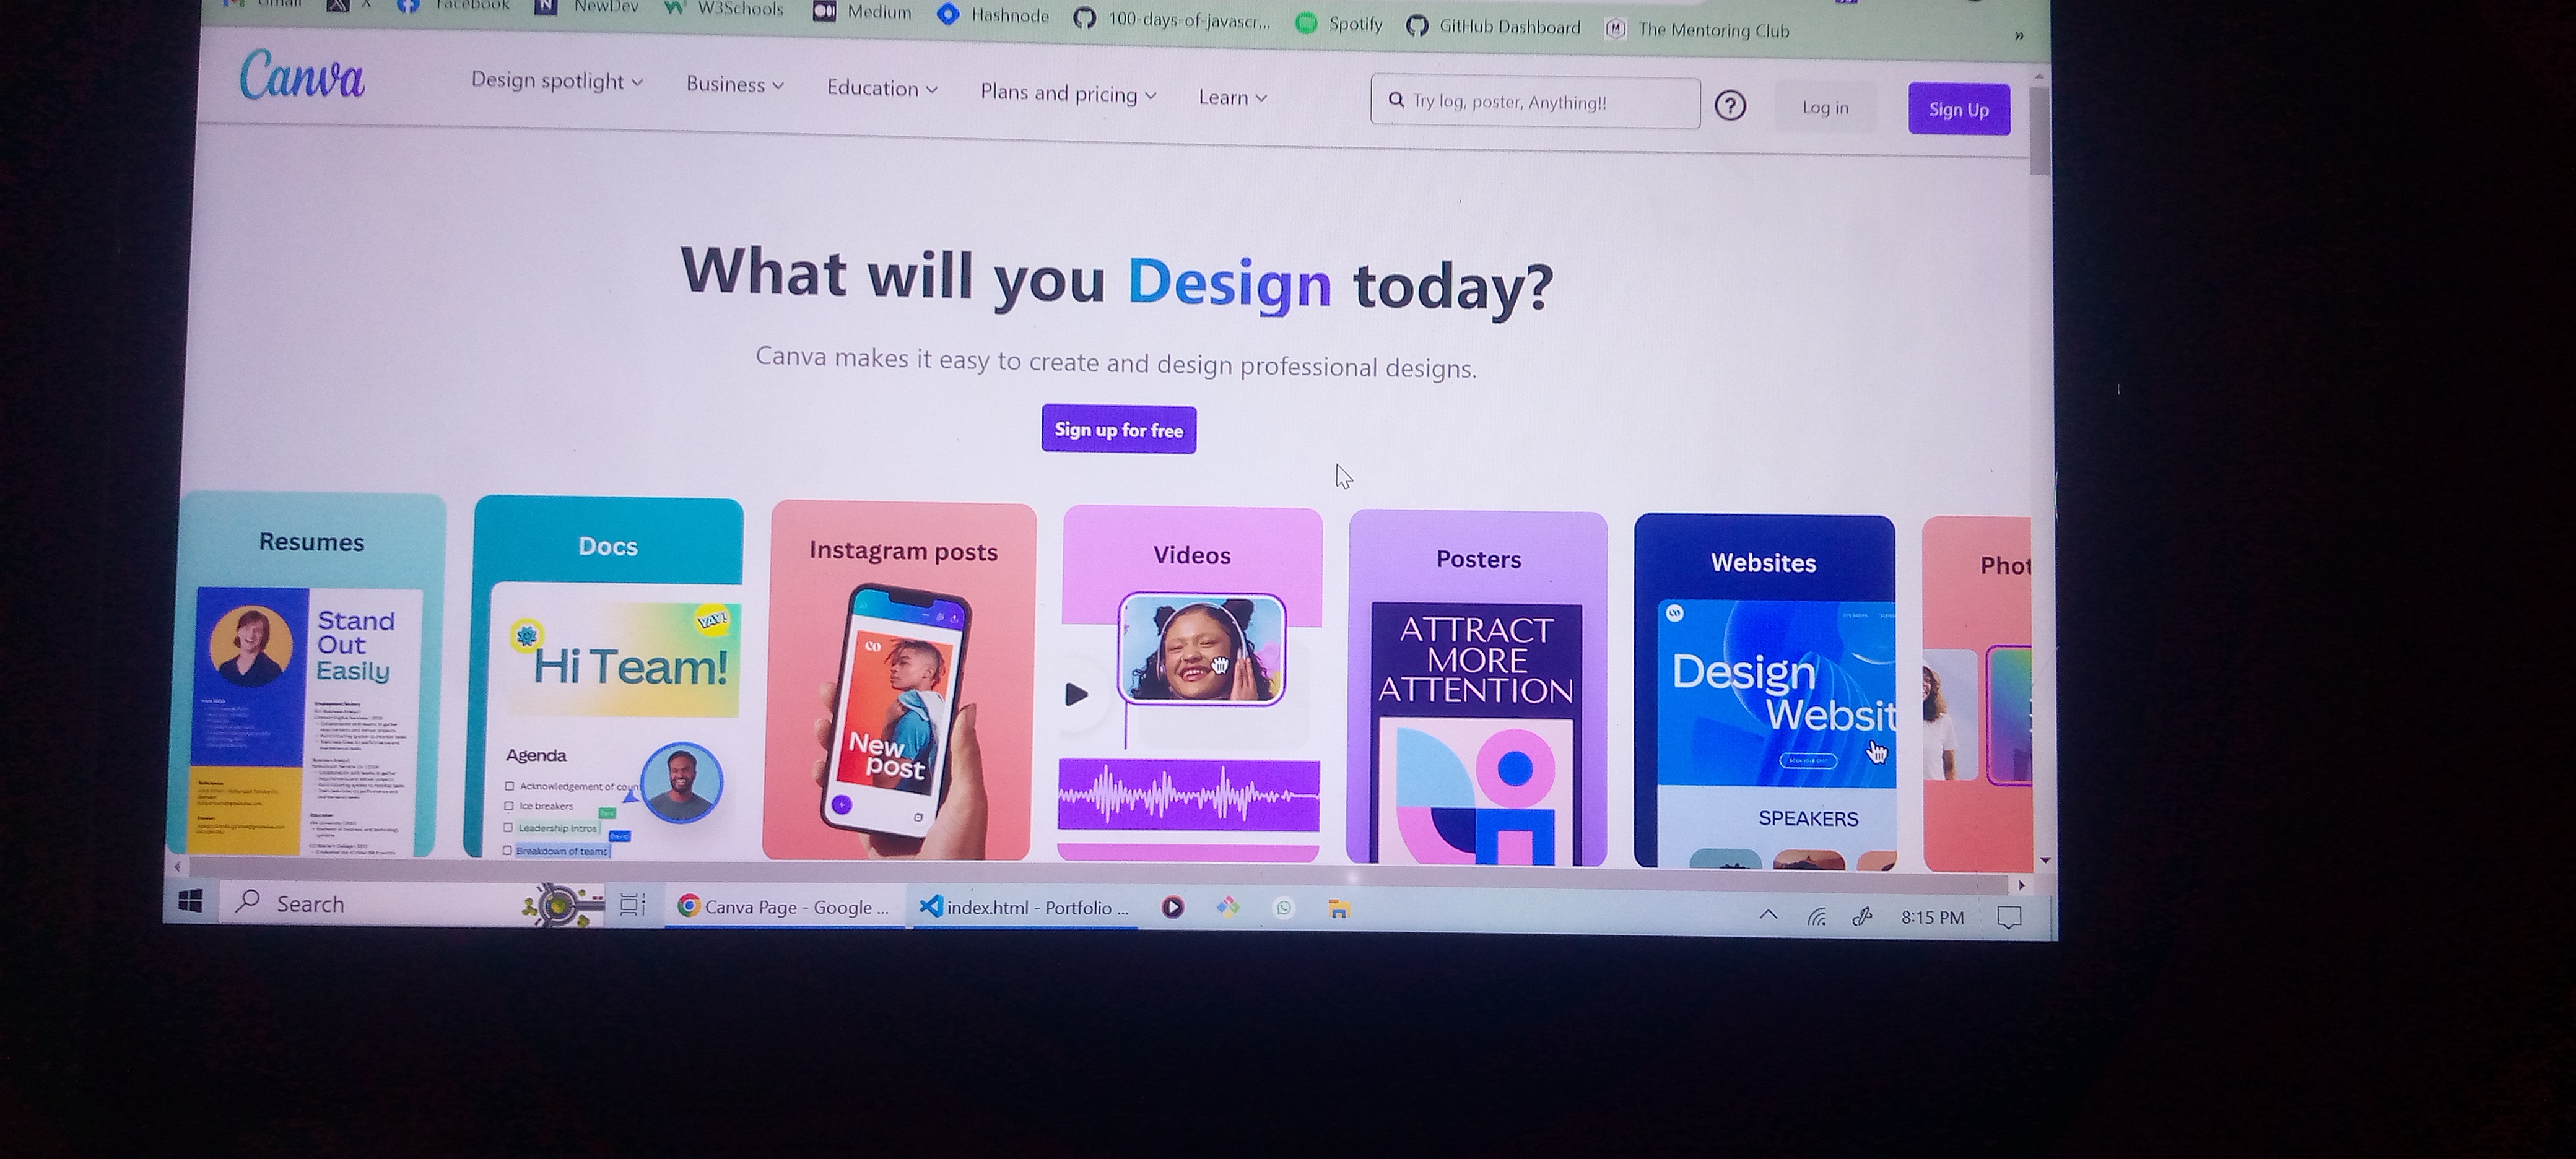 Gmail X Facebook NewDev W3Schools Medium Hashnode 100-days-of-javascr... Spotify GitHub Dashboard The Mentoring Club »
Canva Design spotlight Business Education Plans and pricing Learn Try log, poster, Anything!! ? Log in Sign Up
What will you Design today?
Canva makes it easy to create and design professional designs.
Sign up for free
Resumes
Stand
Out
Easily
Docs
YAY!
Hi Team!
Agenda
Acknowledgement of coun
Ice breakers
Leadership intros
Breakdown of teams
Instagram posts
co
New
post
Videos
Posters
ATTRACT
MORE
ATTENTION
Websites
co
Design
Websit
SPEAKERS
Phot
Search Canva Page - Google ... index.html - Portfolio ... 8:15 PM